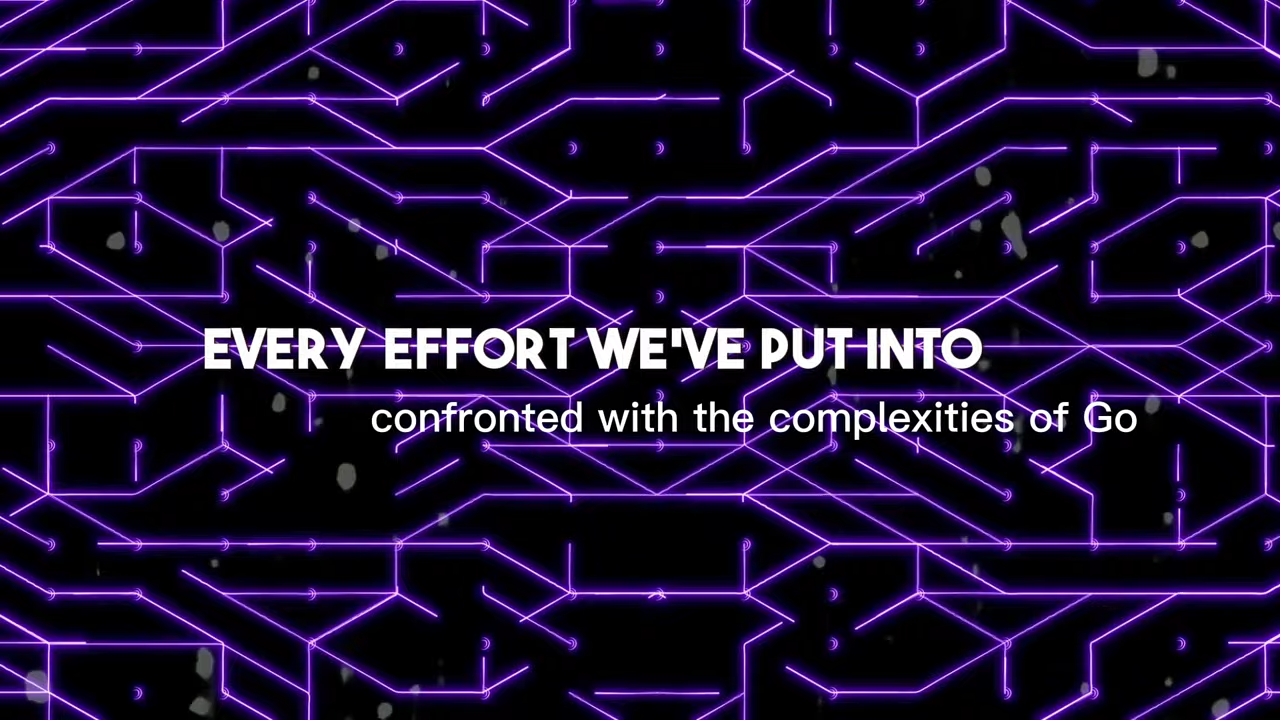 EVERY EFFORT WE'VE PUT INTO
confronted with the complexities of Go